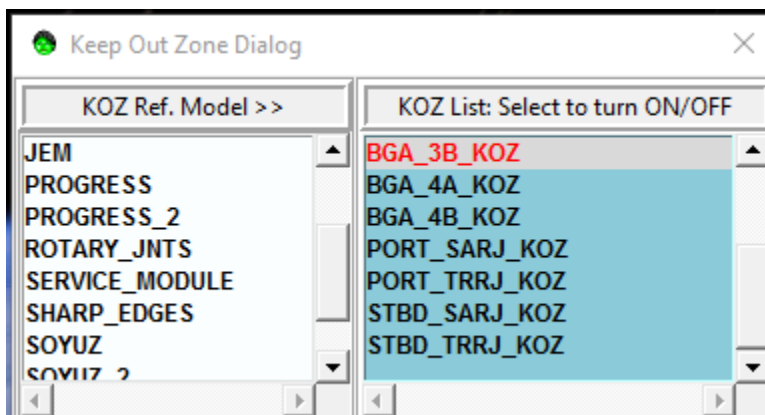 Keep Out Zone Dialog
KOZ Ref. Model >>
JEM
PROGRESS
PROGRESS_2
ROTARY_JNTS
SERVICE_MODULE
SHARP_EDGES
SOYUZ
SOYUZ_2
KOZ List: Select to turn ON/OFF
BGA_3B_KOZ
BGA_4A_KOZ
BGA_4B_KOZ
PORT_SARJ_KOZ
PORT_TRRJ_KOZ
STBD_SARJ_KOZ
STBD_TRRJ_KOZ